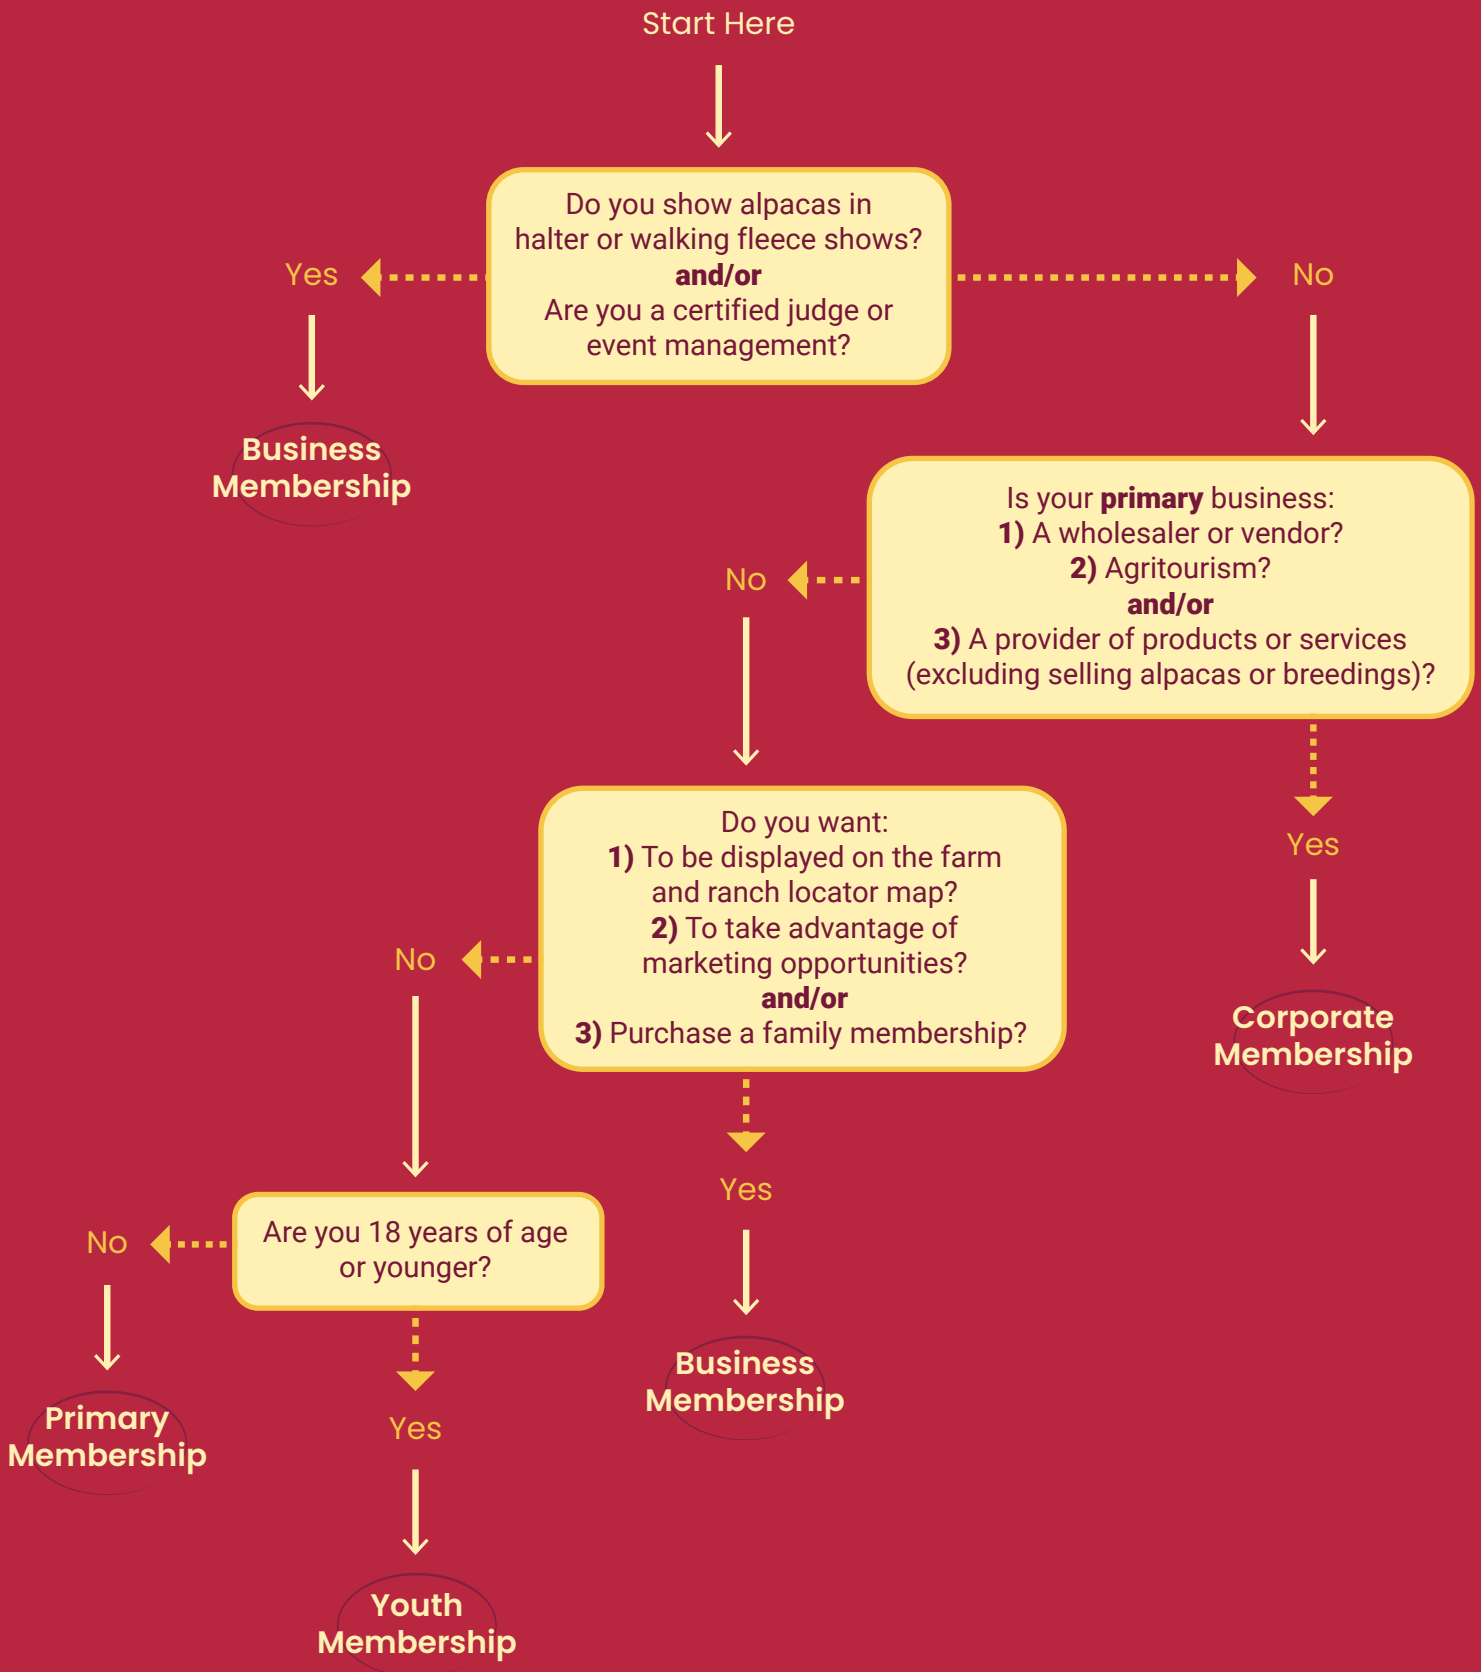 Start Here
Do you show alpacas in
halter or walking fleece shows?
and/or
Are you a certified judge or
event management?
Yes
No
Business
Membership
Is your primary business:
1) A wholesaler or vendor?
2) Agritourism?
and/or
3) A provider of products or services
(excluding selling alpacas or breedings)?
No
Yes
Corporate
Membership
Do you want:
1) To be displayed on the farm
and ranch locator map?
2) To take advantage of
marketing opportunities?
and/or
3) Purchase a family membership?
No
Yes
Business
Membership
Are you 18 years of age
or younger?
No
Primary
Membership
Yes
Youth
Membership